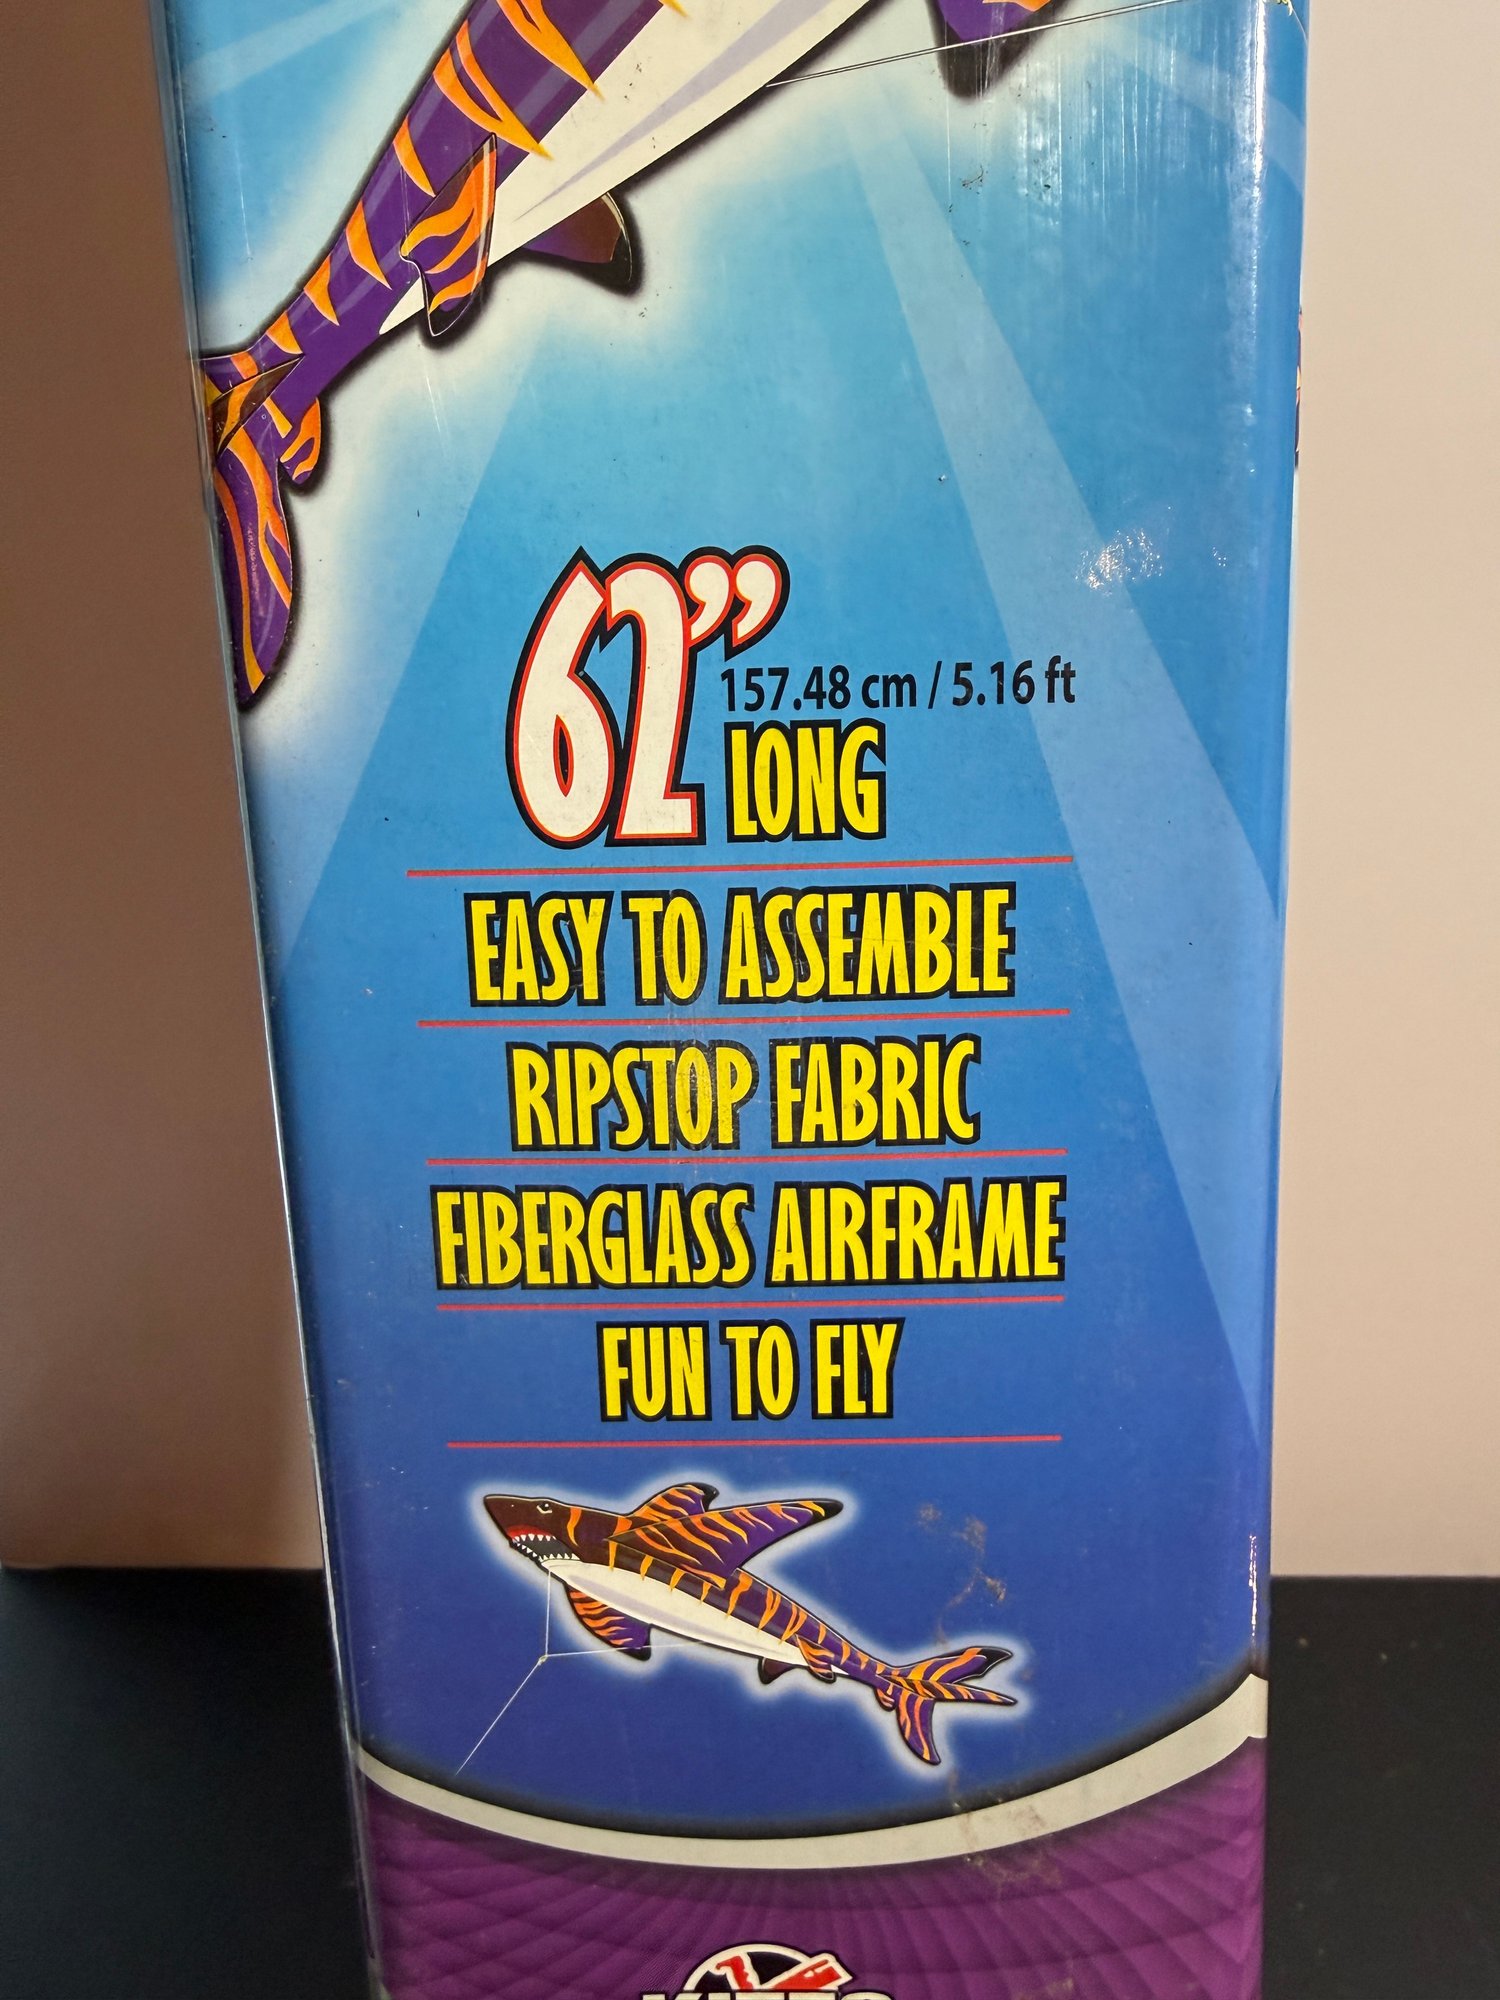 62”
157.48 cm / 5.16 ft
LONG
EASY TO ASSEMBLE
RIPSTOP FABRIC
FIBERGLASS AIRFRAME
FUN TO FLY